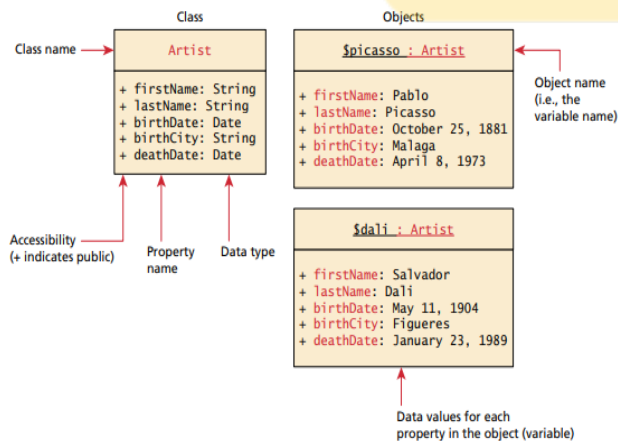 Class
Objects
Class name
Artist
+ firstName: String
+ lastName: String
+ birthDate: Date
+ birthCity: String
+ deathDate: Date
Accessibility
(+ indicates public)
Property
name
Data type
$picasso : Artist
+ firstName: Pablo
+ lastName: Picasso
+ birthDate: October 25, 1881
+ birthCity: Malaga
+ deathDate: April 8, 1973
Object name
(i.e., the
variable name)
$dali : Artist
+ firstName: Salvador
+ lastName: Dali
+ birthDate: May 11, 1904
+ birthCity: Figueres
+ deathDate: January 23, 1989
Data values for each
property in the object (variable)